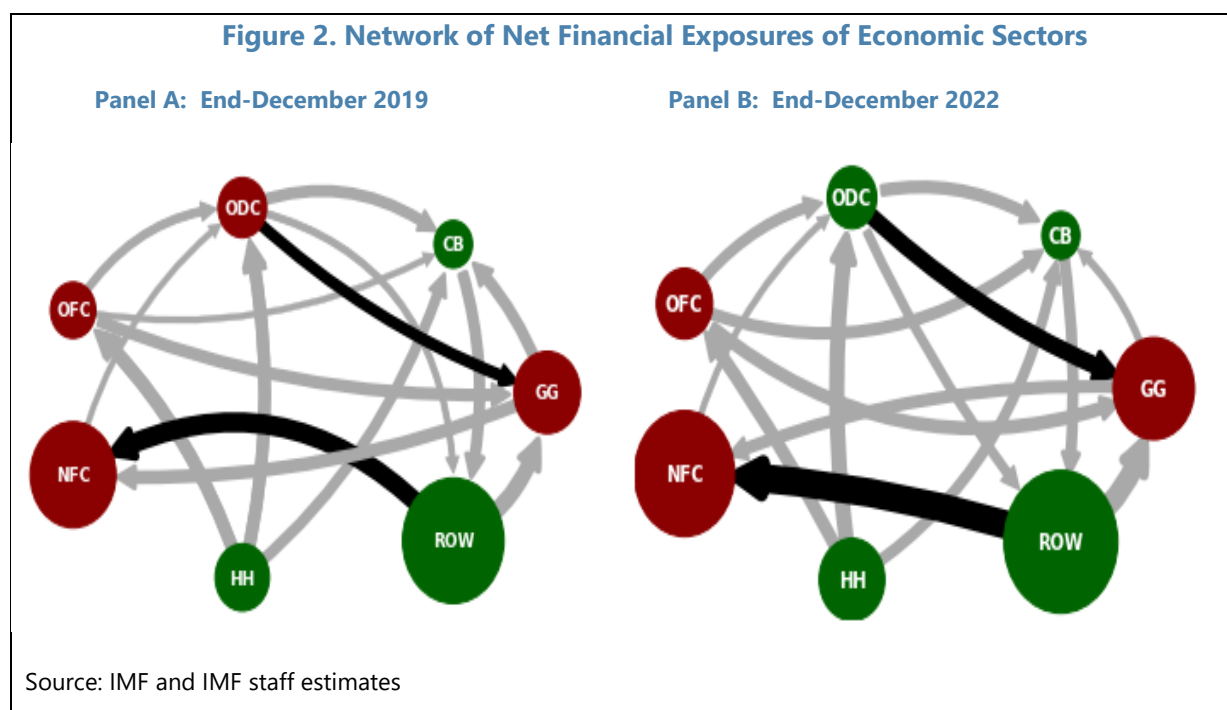 Figure 2. Network of Net Financial Exposures of Economic Sectors
Panel A: End-December 2019
Panel B: End-December 2022
ODC
CB
OFC
GG
NFC
ROW
HH
ODC
CB
OFC
GG
NFC
ROW
HH
Source: IMF and IMF staff estimates